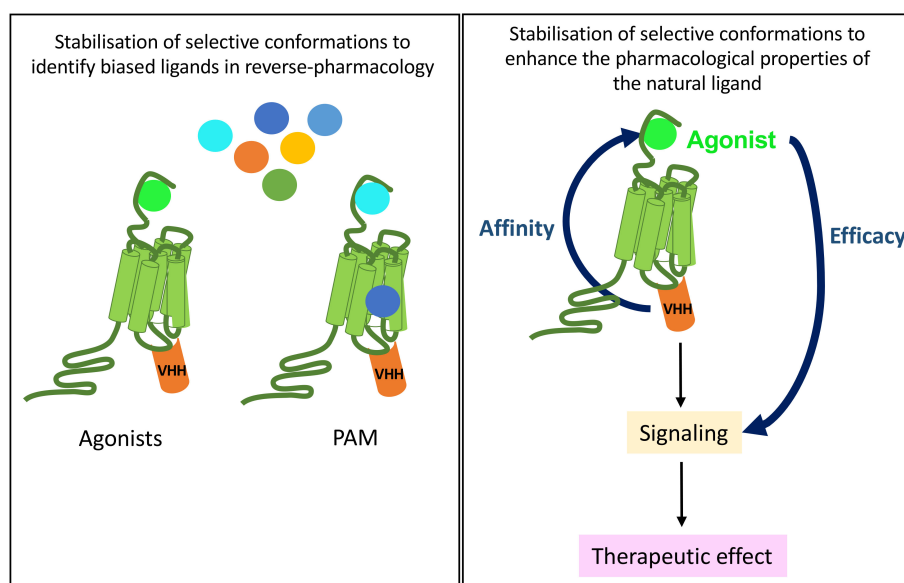 Stabilisation of selective conformations to
identify biased ligands in reverse-pharmacology
VHH
VHH
Agonists
PAM
Stabilisation of selective conformations to
enhance the pharmacological properties of
the natural ligand
Agonist
Affinity
Efficacy
VHH
Signaling
Therapeutic effect